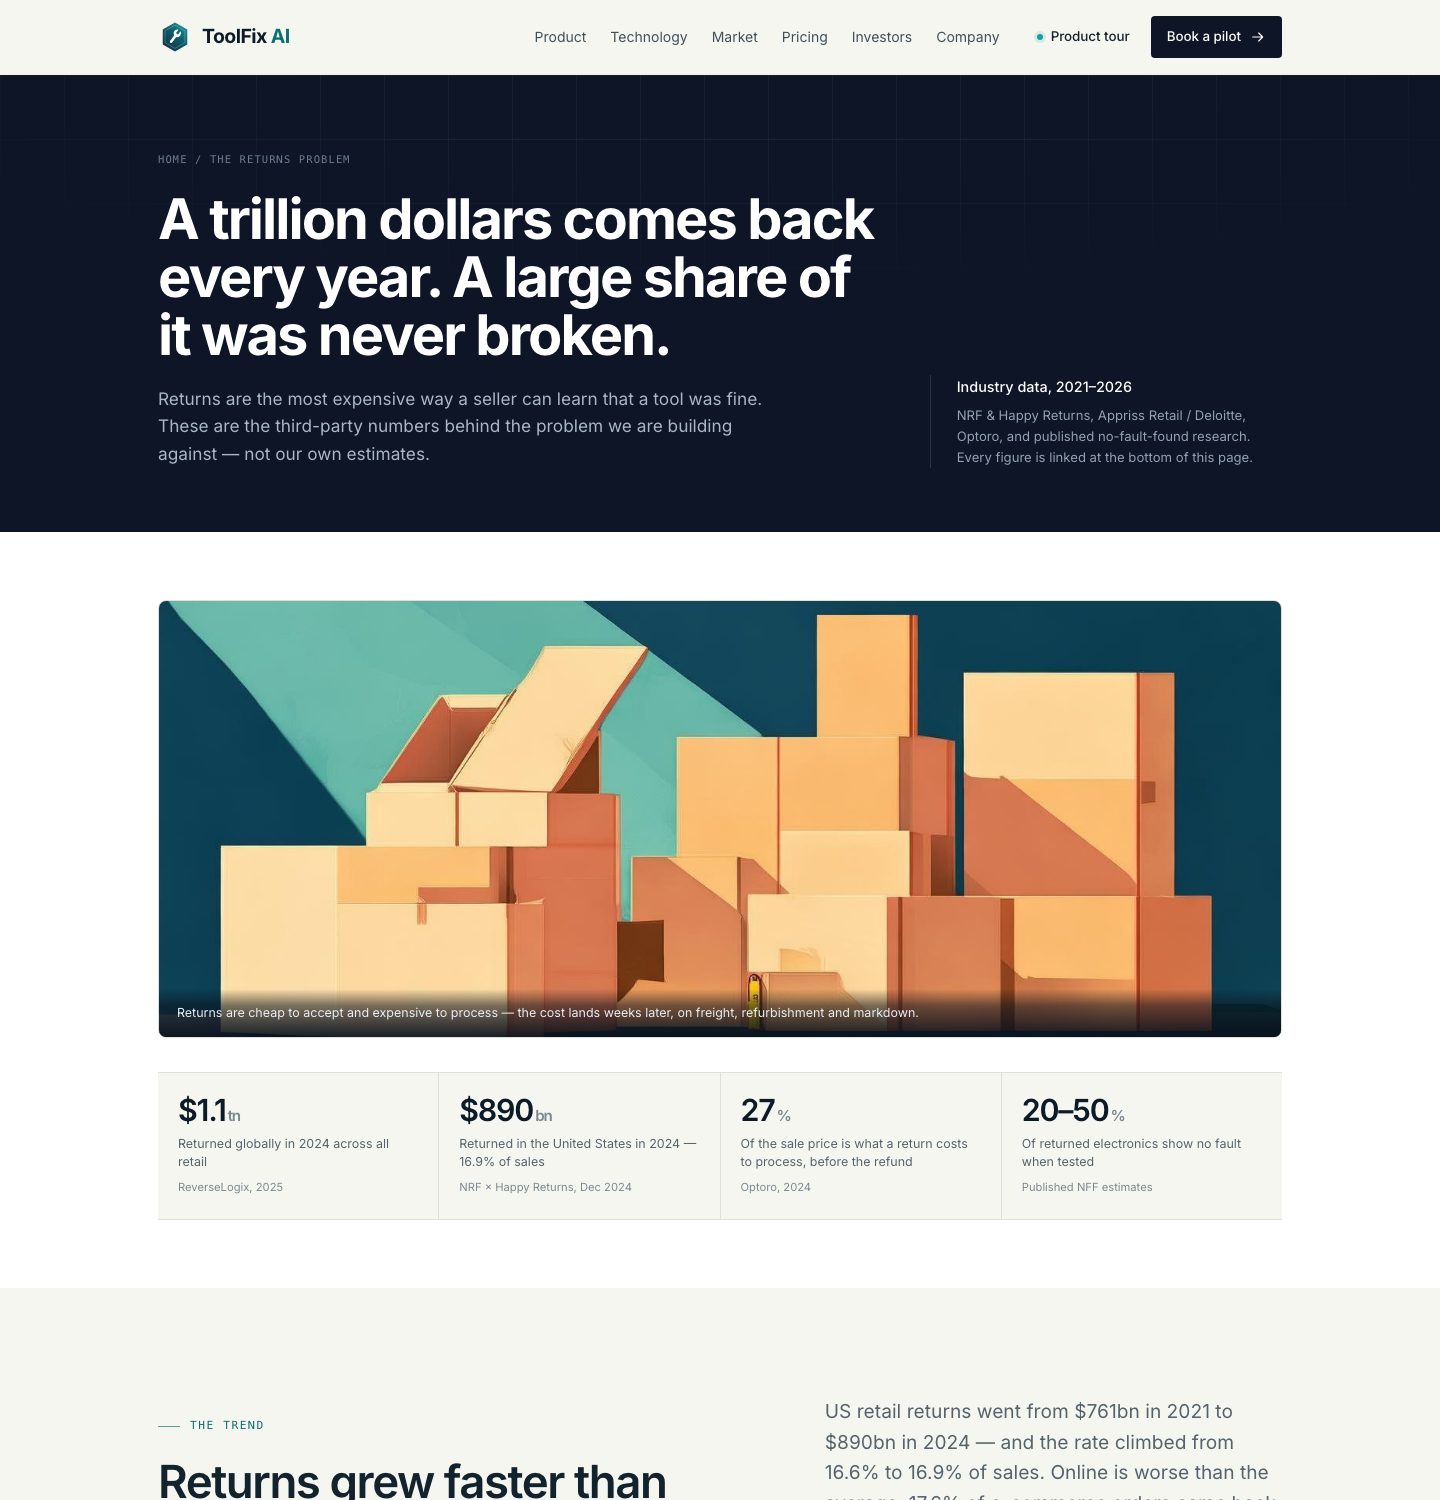 ToolFix AI
Product Technology Market Pricing Investors Company Product tour Book a pilot →
HOME / THE RETURNS PROBLEM
A trillion dollars comes back
every year. A large share of
it was never broken.
Returns are the most expensive way a seller can learn that a tool was fine.
These are the third-party numbers behind the problem we are building
against — not our own estimates.
Industry data, 2021–2026
NRF & Happy Returns, Appriss Retail / Deloitte,
Optoro, and published no-fault-found research.
Every figure is linked at the bottom of this page.
Returns are cheap to accept and expensive to process — the cost lands weeks later, on freight, refurbishment and markdown.
$1.1tn
Returned globally in 2024 across all
retail
ReverseLogix, 2025
$890bn
Returned in the United States in 2024 —
16.9% of sales
NRF × Happy Returns, Dec 2024
27%
Of the sale price is what a return costs
to process, before the refund
Optoro, 2024
20–50%
Of returned electronics show no fault
when tested
Published NFF estimates
THE TREND
Returns grew faster than
US retail returns went from $761bn in 2021 to
$890bn in 2024 — and the rate climbed from
16.6% to 16.9% of sales. Online is worse than the